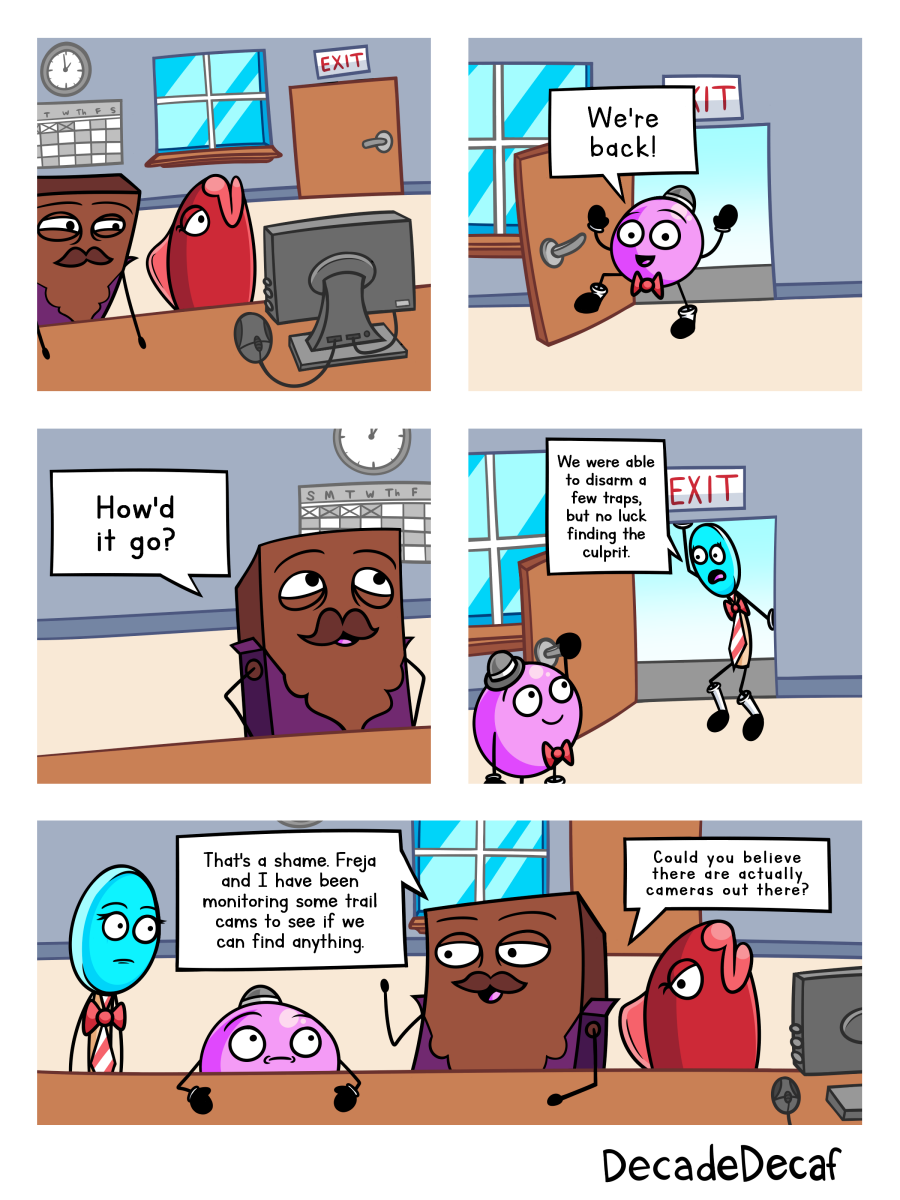 EXIT
T W Th F S
We're
back!
XIT
How'd
it go?
S M T W Th F
We were able
to disarm a
few traps,
but no luck
finding the
culprit.
EXIT
That's a shame. Freja
and I have been
monitoring some trail
cams to see if we
can find anything.
Could you believe
there are actually
cameras out there?
DecadeDecaf